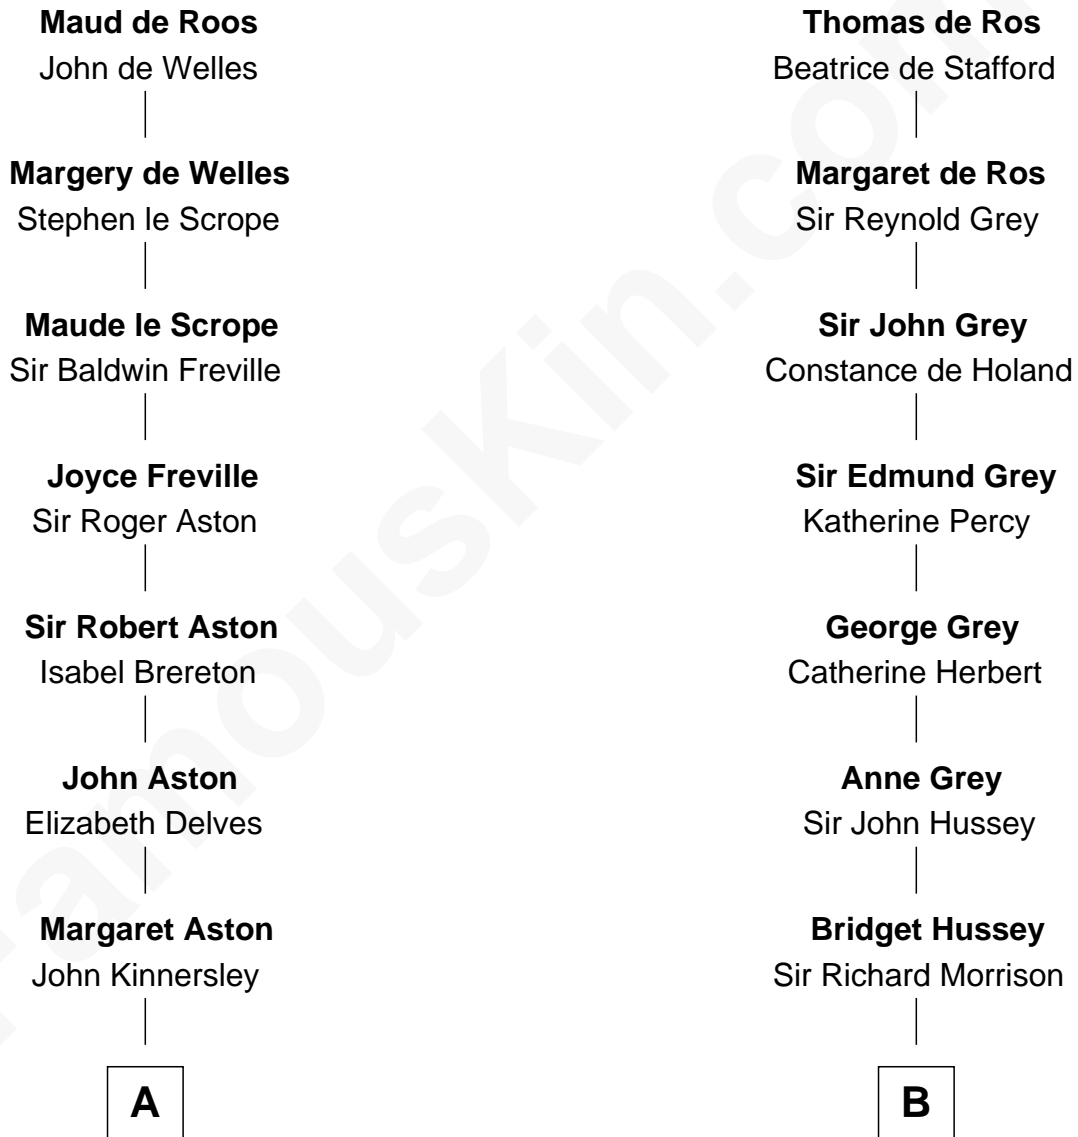 Maud de Roos
John de Welles
Margery de Welles
Stephen le Scrope
Maude le Scrope
Sir Baldwin Freville
Joyce Freville
Sir Roger Aston
Sir Robert Aston
Isabel Brereton
John Aston
Elizabeth Delves
Margaret Aston
John Kinnersley
A
Thomas de Ros
Beatrice de Stafford
Margaret de Ros
Sir Reynold Grey
Sir John Grey
Constance de Holand
Sir Edmund Grey
Katherine Percy
George Grey
Catherine Herbert
Anne Grey
Sir John Hussey
Bridget Hussey
Sir Richard Morrison
B
FamousKin.com